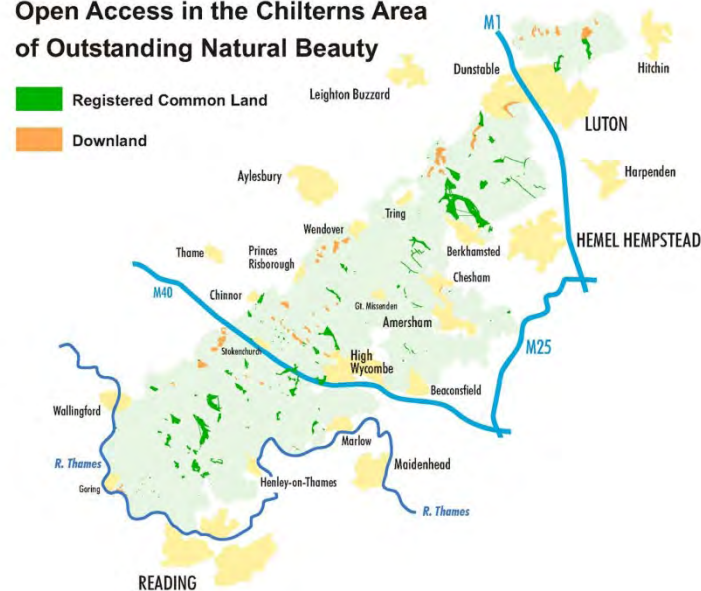 Open Access in the Chilterns Area
of Outstanding Natural Beauty
Registered Common Land
Downland
M1
Hitchin
Dunstable
Leighton Buzzard
LUTON
Aylesbury
Harpenden
Tring
Wendover
Thame
Princes
Risborough
Berkhamsted
HEMEL HEMPSTEAD
Chesham
M40
Chinnor
Gt. Missenden
Amersham
M25
Stokenchurch
High
Wycombe
Beaconsfield
Wallingford
Marlow
R. Thames
Maidenhead
Goring
Henley-on-Thames
R. Thames
READING